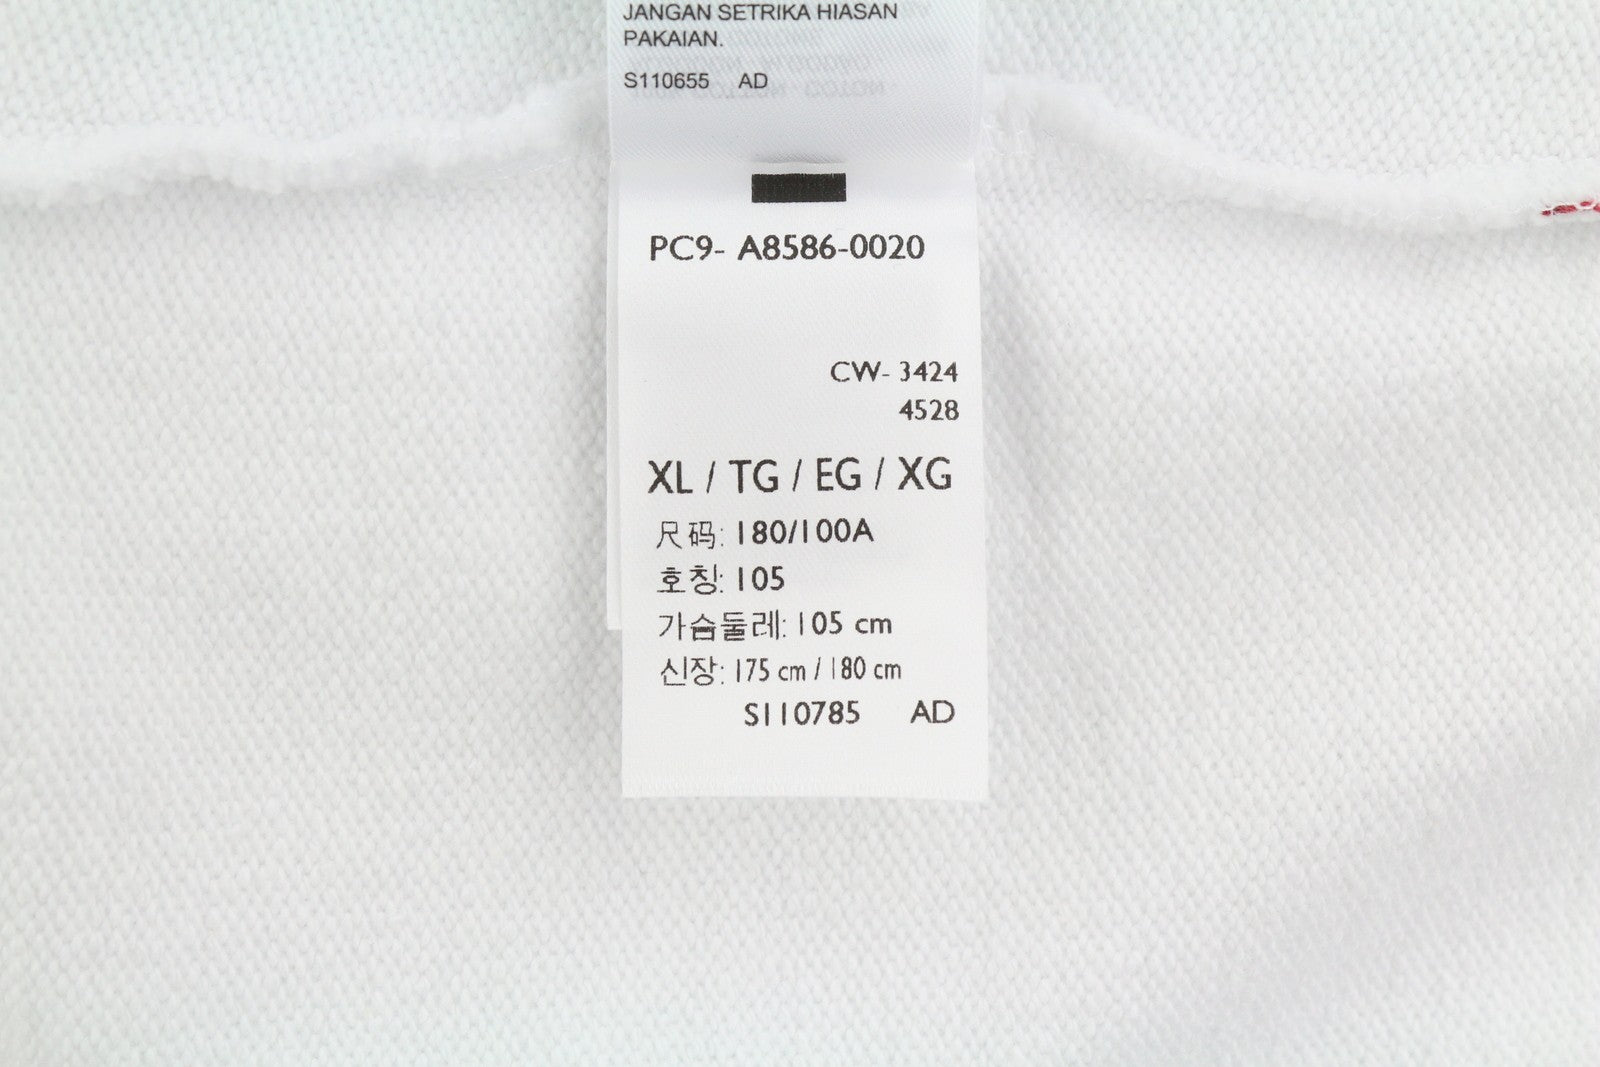 JANGAN SETRIKA HIASAN
PAKAIAN.
S110655 AD
PC9- A8586-0020
CW- 3424
4528
XL / TG / EG / XG
尺码: 180/100A
호칭: 105
가슴둘레: 105 cm
신장: 175 cm / 180 cm
S110785 AD